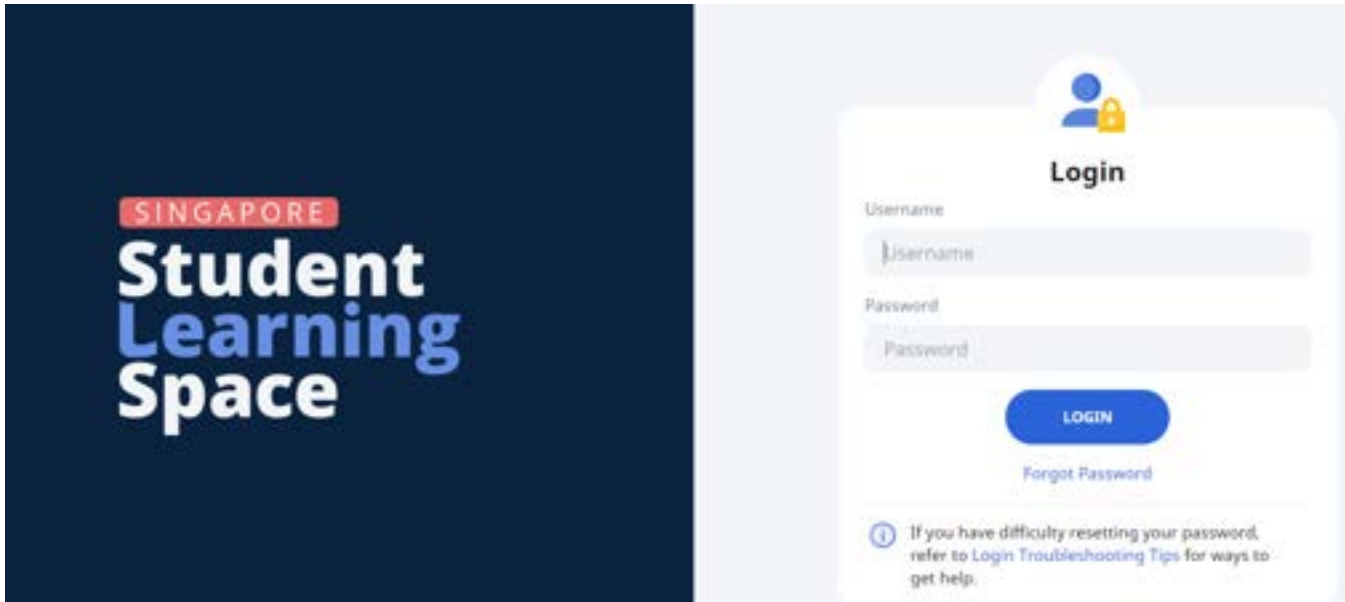 SINGAPORE
Student
Learning
Space
Login
Username
Username
Password
Password
LOGIN
Forgot Password
If you have difficulty resetting your password,
refer to Login Troubleshooting Tips for ways to
get help.